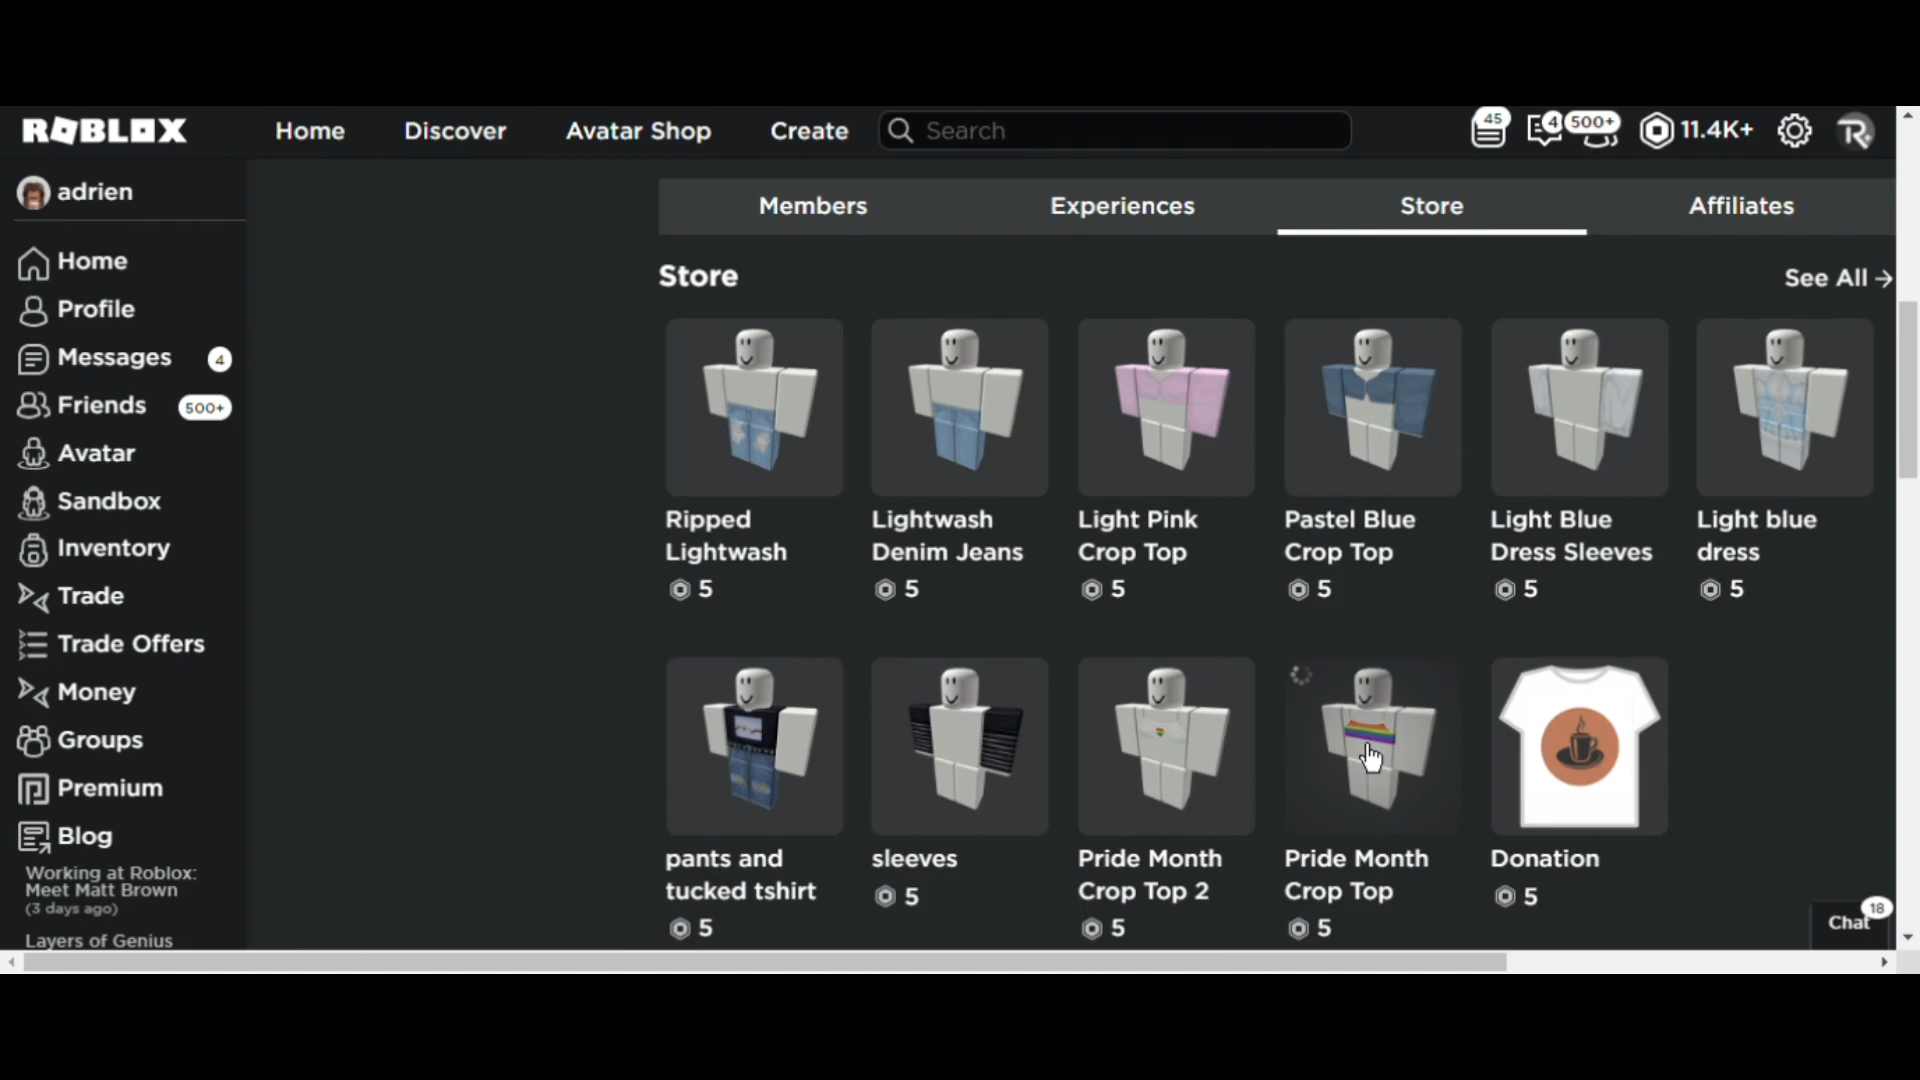 ROBLOX
Home
Discover
Avatar Shop
Create
Search
45
4
500+
11.4K+
adrien
Home
Profile
Messages
4
Friends
500+
Avatar
Sandbox
Inventory
Trade
Trade Offers
Money
Groups
Premium
Blog
Working at Roblox:
Meet Matt Brown
(3 days ago)
Layers of Genius
Members
Experiences
Store
Affiliates
Store
See All →
Ripped
Lightwash
5
Lightwash
Denim Jeans
5
Light Pink
Crop Top
5
Pastel Blue
Crop Top
5
Light Blue
Dress Sleeves
5
Light blue
dress
5
pants and
tucked tshirt
5
sleeves
5
Pride Month
Crop Top 2
5
Pride Month
Crop Top
5
Donation
5
Chat
18